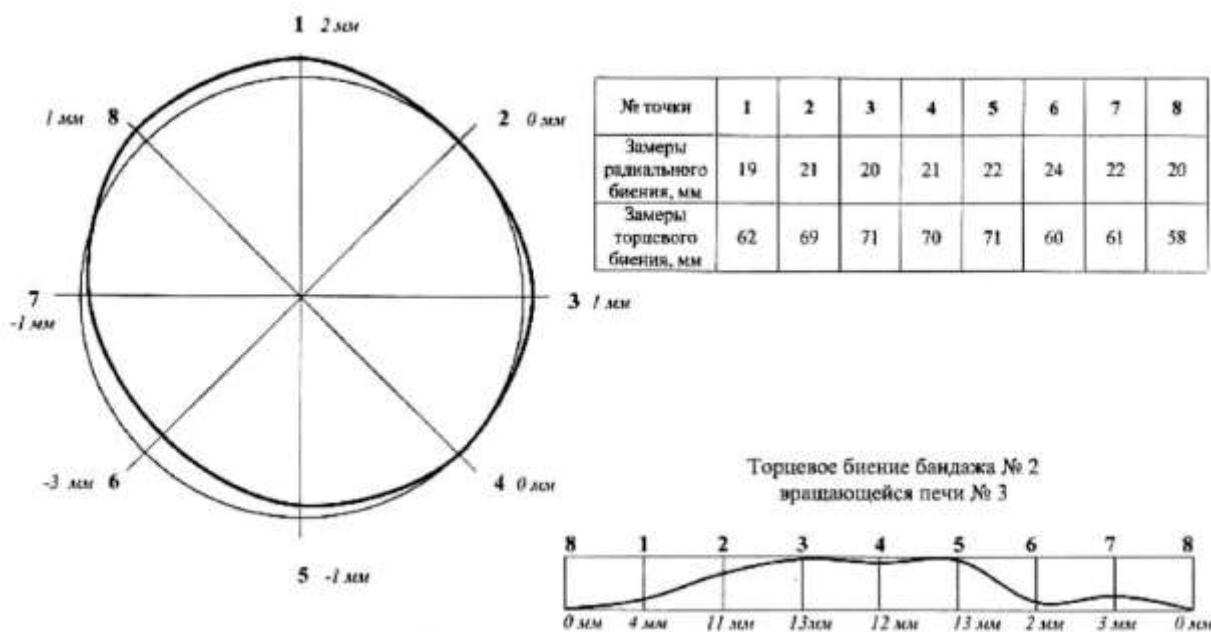 1 2 мм
8 1 мм
2 0 мм
7 -1 мм
3 1 мм
6 -3 мм
4 0 мм
5 -1 мм
№ точки 1 2 3 4 5 6 7 8
Замеры
радиального
биения, мм
19 21 20 21 22 24 22 20
Замеры
торцевого
биения, мм
62 69 71 70 71 60 61 58
Торцевое биение бандажа № 2
вращающейся печи № 3
8 1 2 3 4 5 6 7 8
0 мм 4 мм 11 мм 13мм 12 мм 13 мм 2 мм 3 мм 0 мм